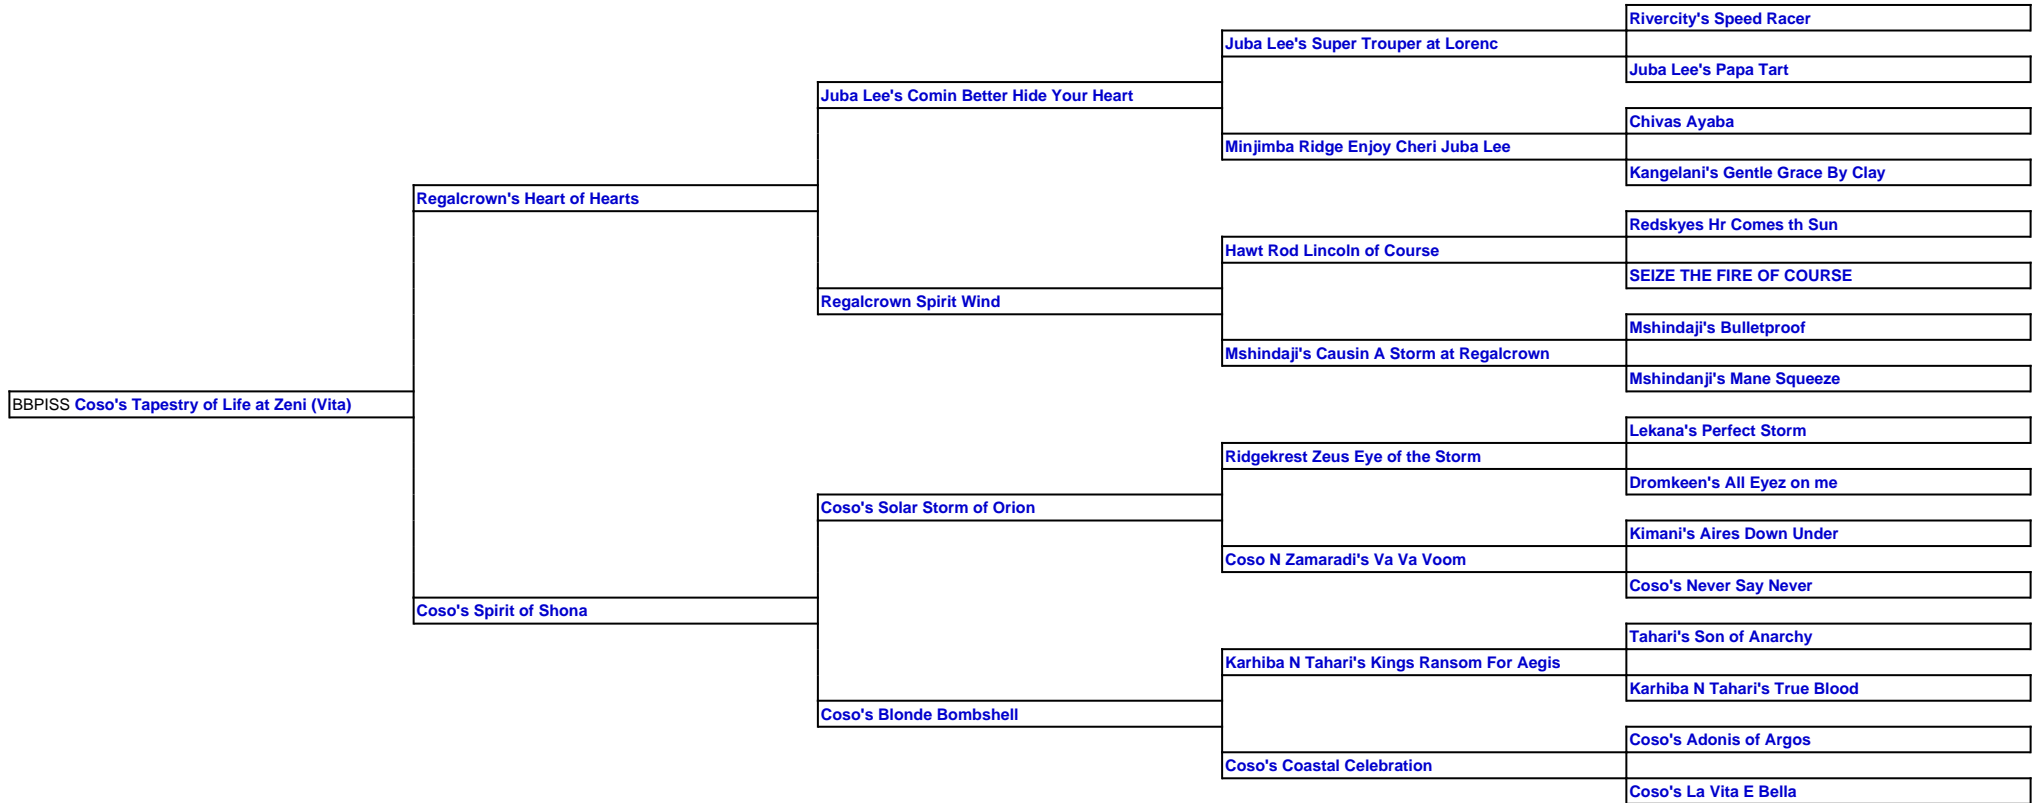 Rivercity's Speed Racer
Juba Lee's Super Trouper at Lorenc
Juba Lee's Papa Tart
Juba Lee's Comin Better Hide Your Heart
Chivas Ayaba
Minjimba Ridge Enjoy Cheri Juba Lee
Kangelani's Gentle Grace By Clay
Regalcrown's Heart of Hearts
Redskyes Hr Comes th Sun
Hawt Rod Lincoln of Course
SEIZE THE FIRE OF COURSE
Regalcrown Spirit Wind
Mshindaji's Bulletproof
Mshindaji's Causin A Storm at Regalcrown
Mshindanji's Mane Squeeze
BBPISS Coso's Tapestry of Life at Zeni (Vita)
Lekana's Perfect Storm
Ridgekrest Zeus Eye of the Storm
Dromkeen's All Eyez on me
Coso's Solar Storm of Orion
Kimani's Aires Down Under
Coso N Zamaradi's Va Va Voom
Coso's Never Say Never
Coso's Spirit of Shona
Tahari's Son of Anarchy
Karhiba N Tahari's Kings Ransom For Aegis
Karhiba N Tahari's True Blood
Coso's Blonde Bombshell
Coso's Adonis of Argos
Coso's Coastal Celebration
Coso's La Vita E Bella